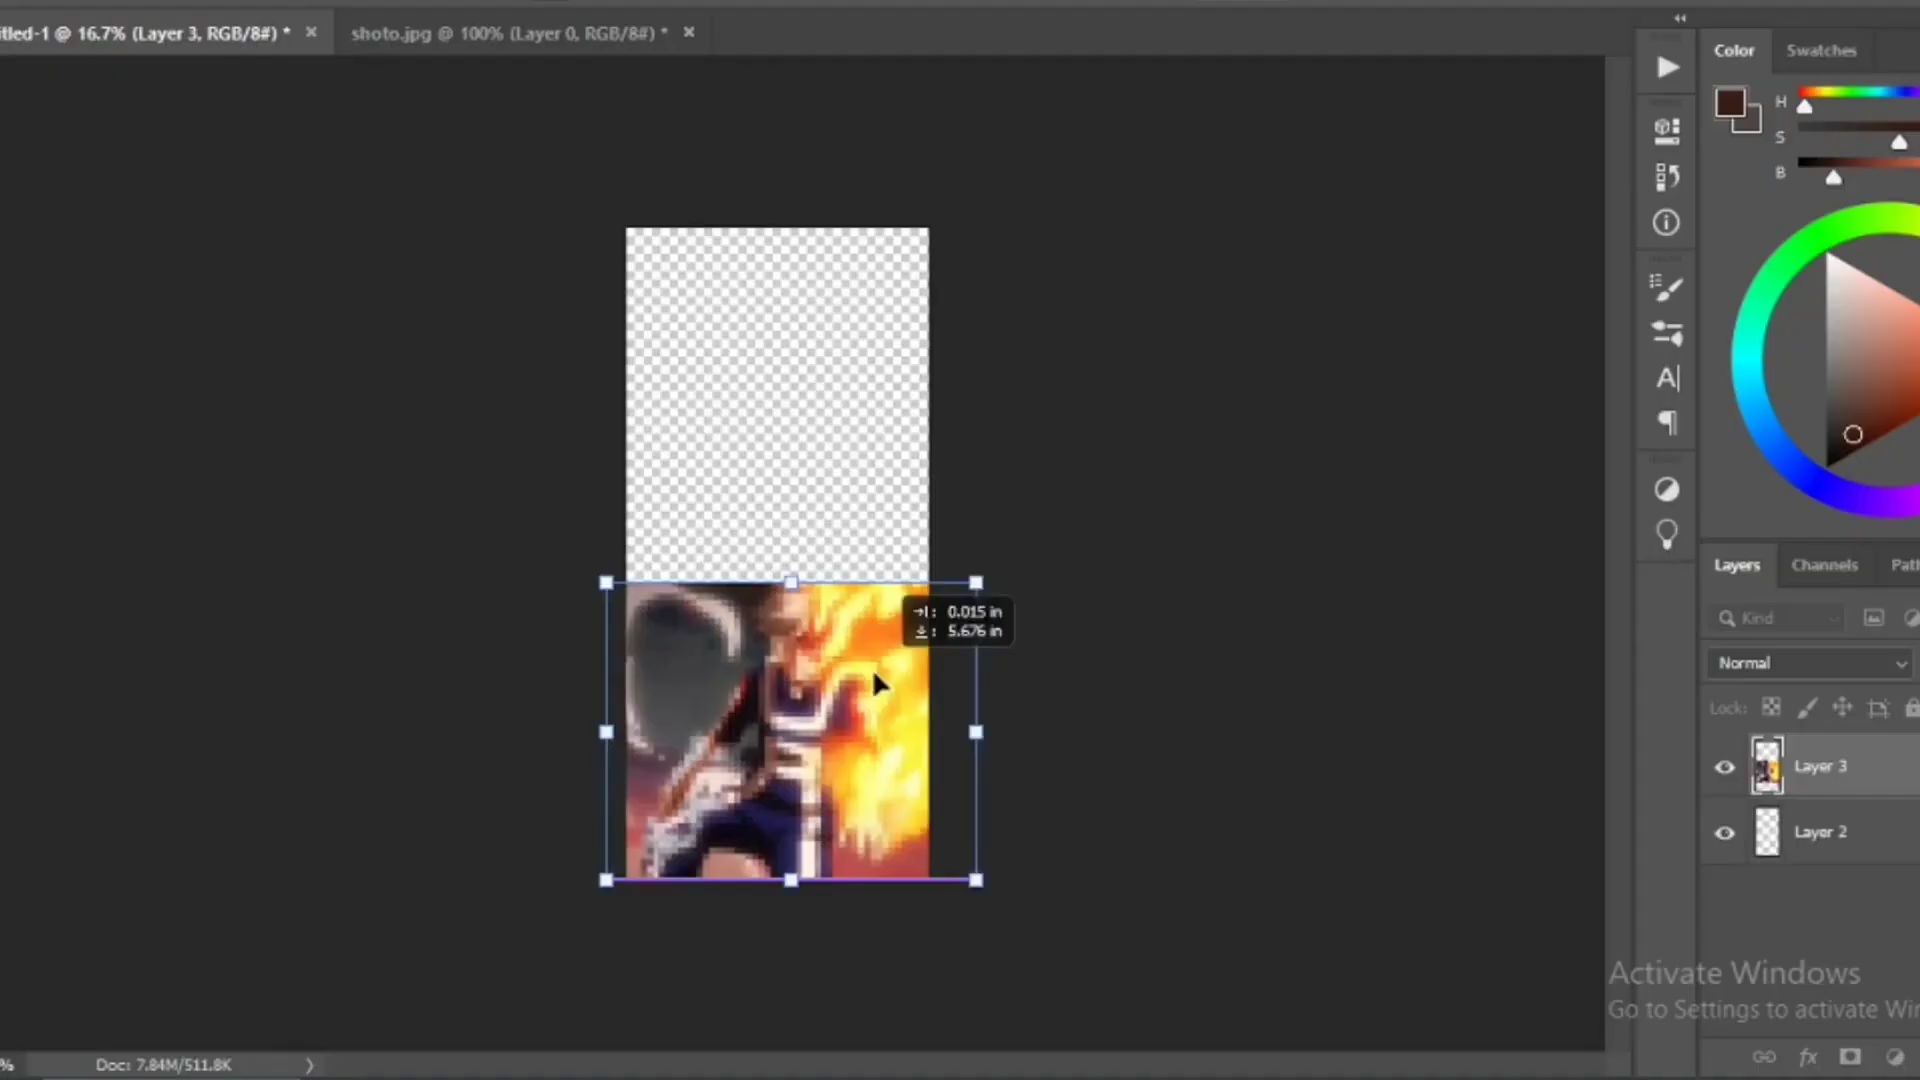 itled-1 @ 16.7% (Layer 3, RGB/8#) * ×
shoto.jpg @ 100% (Layer 0, RGB/8#) * ×
Color
Swatches
H
S
B
0.015 in
5.676 in
Layers
Channels
Path
Kind
Normal
Lock:
Layer 3
Layer 2
Activate Windows
Go to Settings to activate Win
%
Doc: 7.84M/511.8K
fx